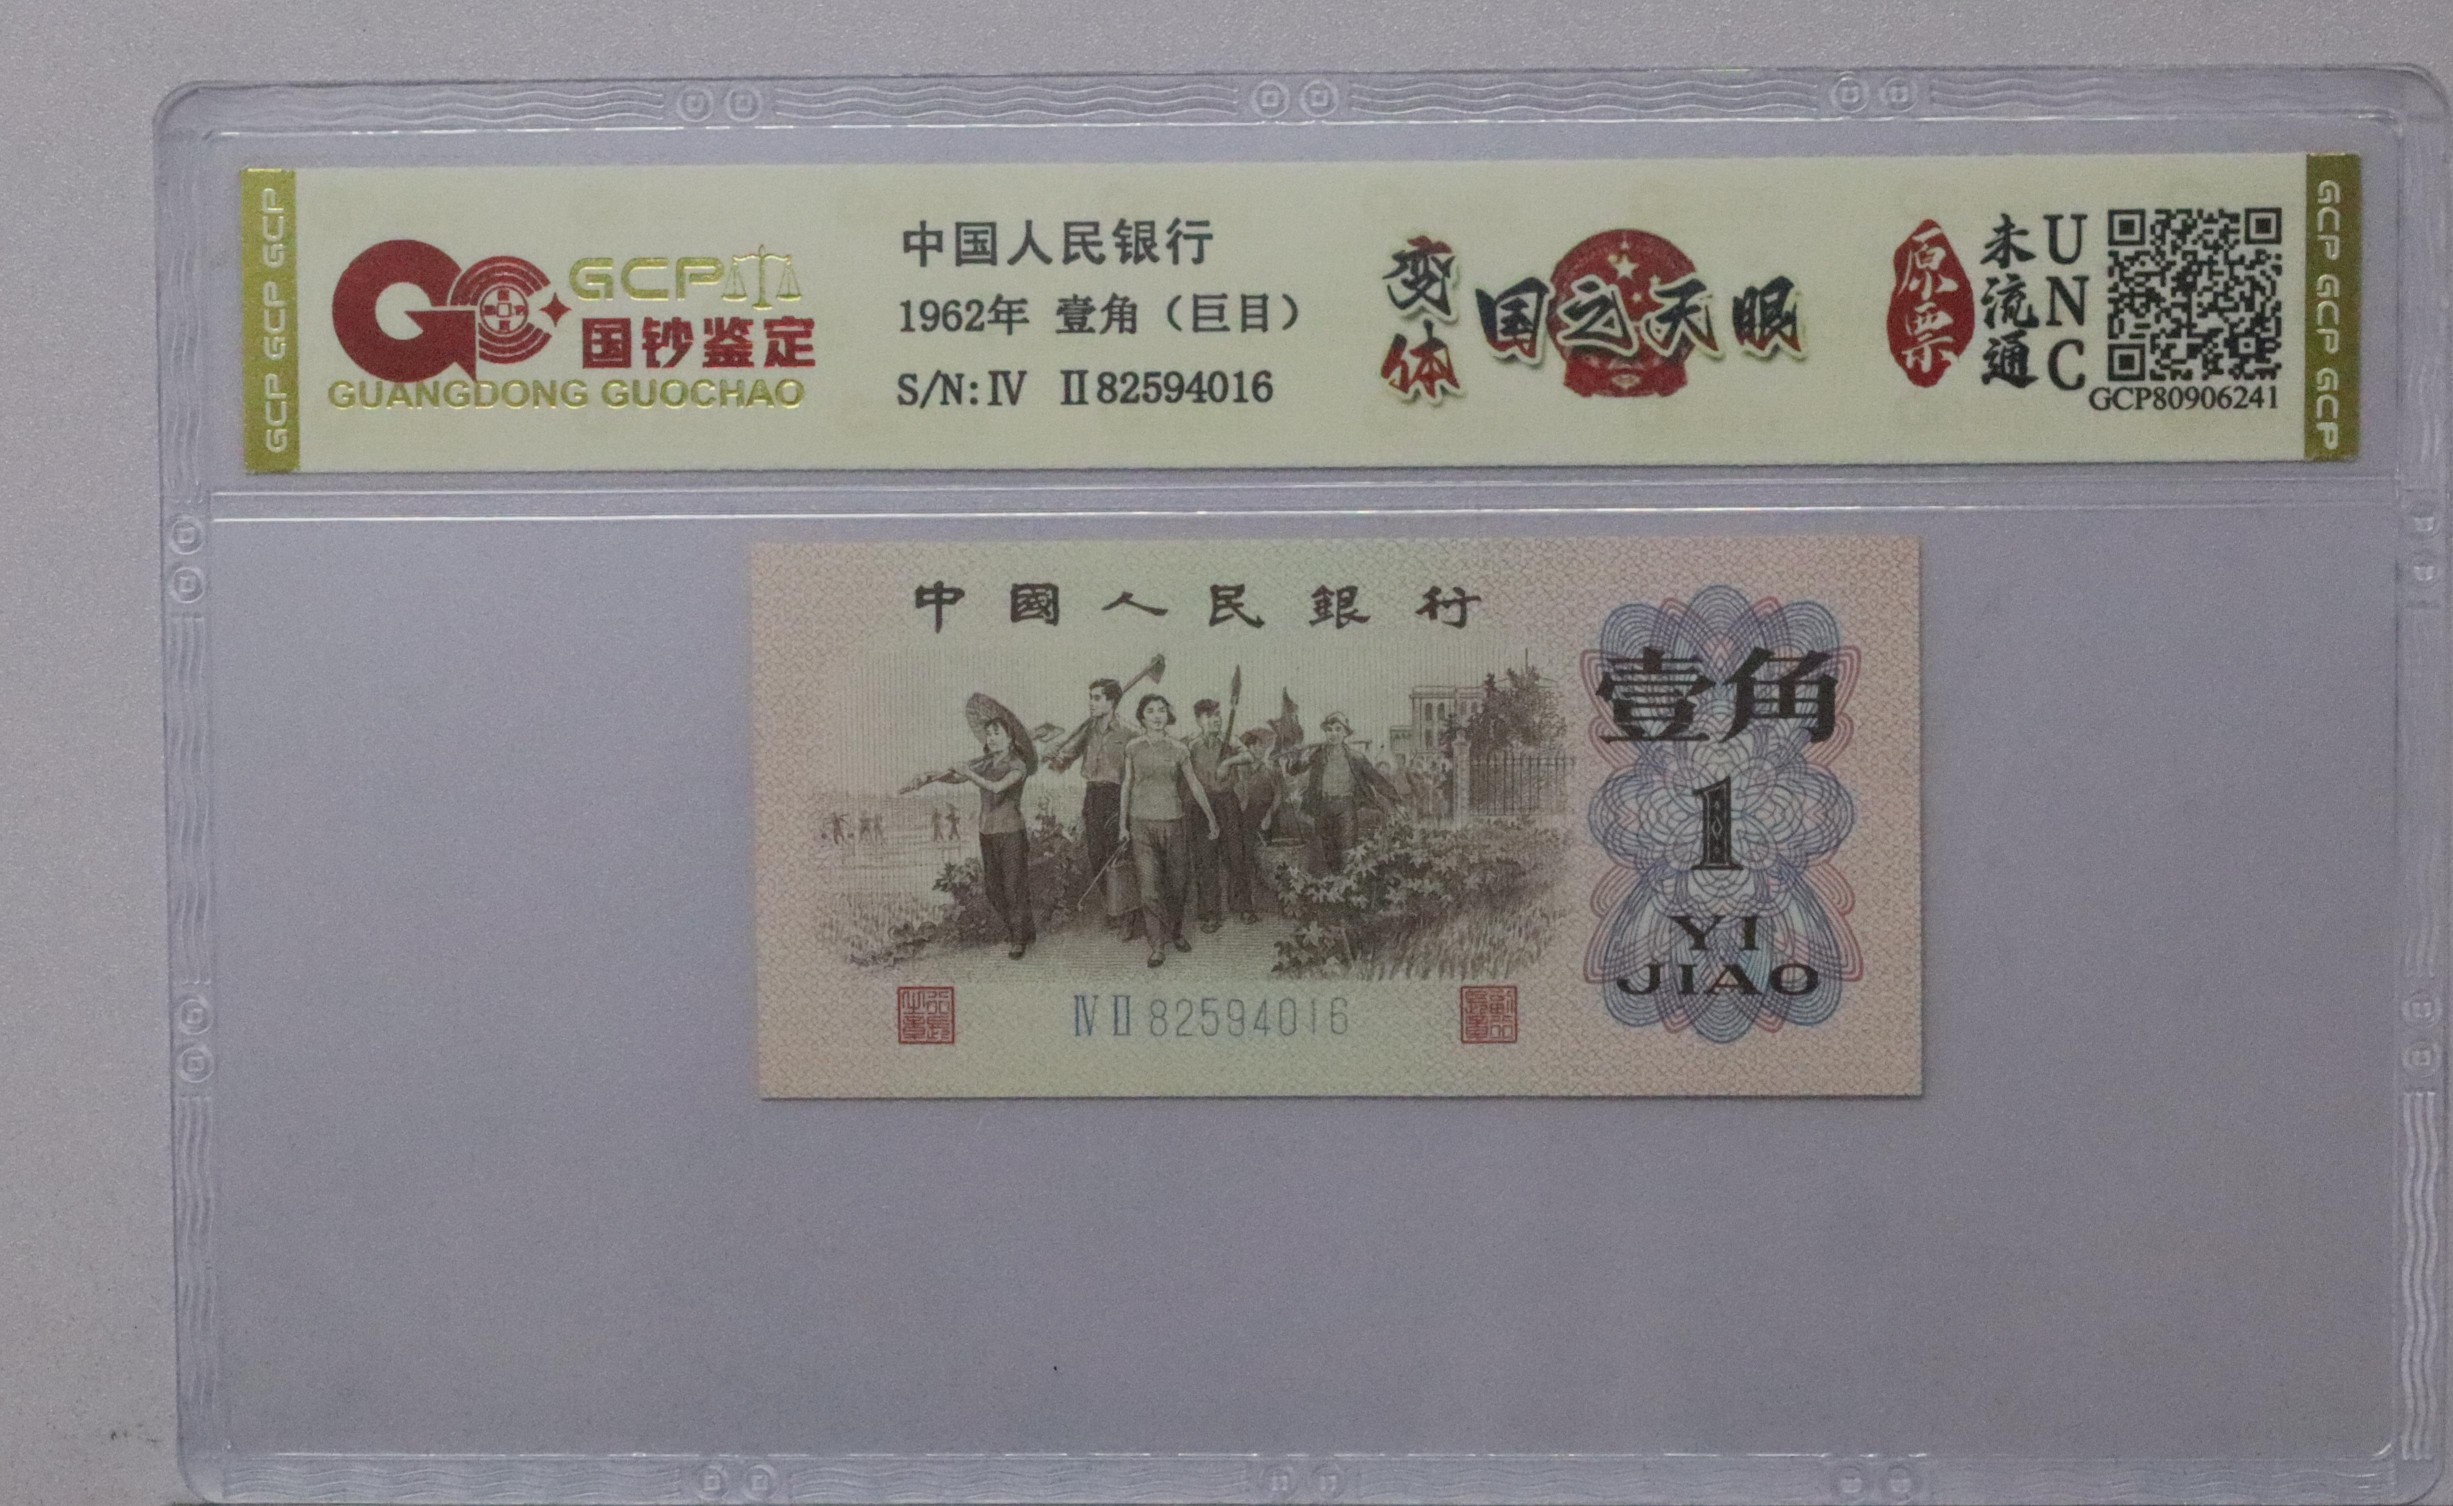 GCP GCP GCP
GCP
国钞鉴定
GUANGDONG GUOCHAO
中国人民银行
1962年 壹角（巨目）
S/N: Ⅳ Ⅱ82594016
变体
国之天眼
原票
未流通
UNC
GCP80906241
GCP GCP GCP
中國人民銀行
壹角
1
YI
JIAO
Ⅳ Ⅱ 82594016